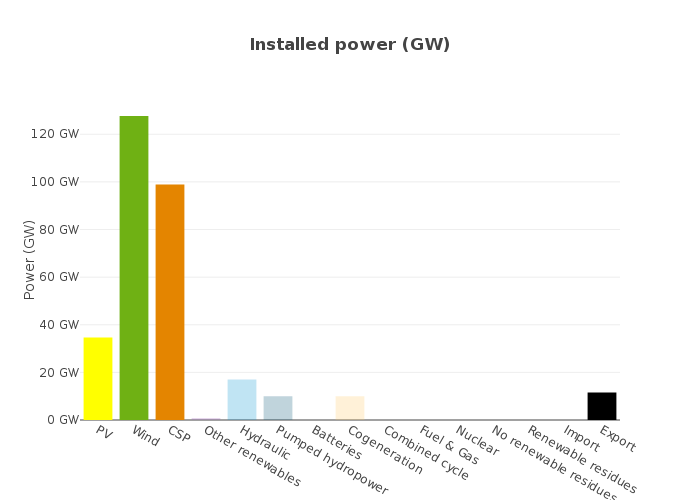 Installed power (GW)
Power (GW)
120 GW
100 GW
80 GW
60 GW
40 GW
20 GW
0 GW
PV
Wind
CSP
Other renewables
Hydraulic
Pumped hydropower
Batteries
Cogeneration
Combined cycle
Fuel & Gas
Nuclear
No renewable residues
Renewable residues
Import
Export